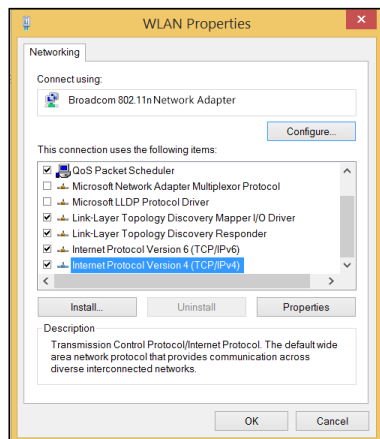 WLAN Properties
Networking
Connect using:
Broadcom 802.11n Network Adapter
Configure...
This connection uses the following items:
QoS Packet Scheduler
Microsoft Network Adapter Multiplexor Protocol
Microsoft LLDP Protocol Driver
Link-Layer Topology Discovery Mapper I/O Driver
Link-Layer Topology Discovery Responder
Internet Protocol Version 6 (TCP/IPv6)
Internet Protocol Version 4 (TCP/IPv4)
Install...
Uninstall
Properties
Description
Transmission Control Protocol/Internet Protocol. The default wide
area network protocol that provides communication across
diverse interconnected networks.
OK
Cancel